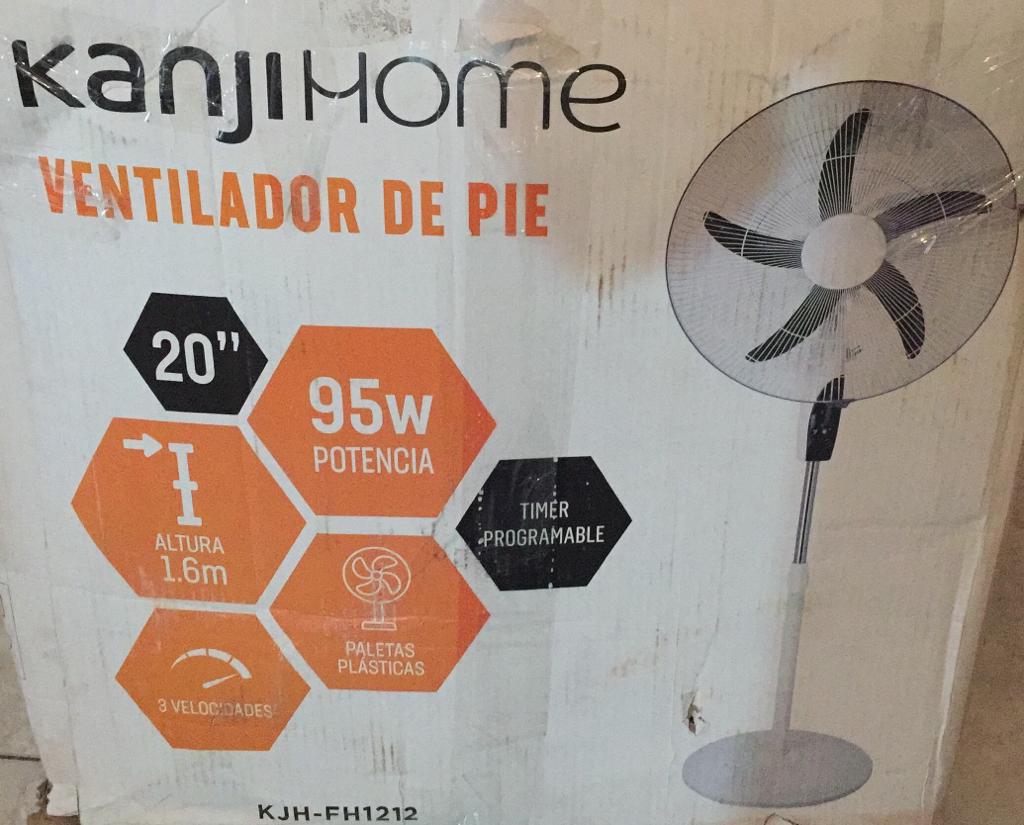 KanjiHome
VENTILADOR DE PIE
20”
95w
POTENCIA
ALTURA
1.6m
TIMER
PROGRAMABLE
PALETAS
PLÁSTICAS
3 VELOCIDADES
KJH-FH1212